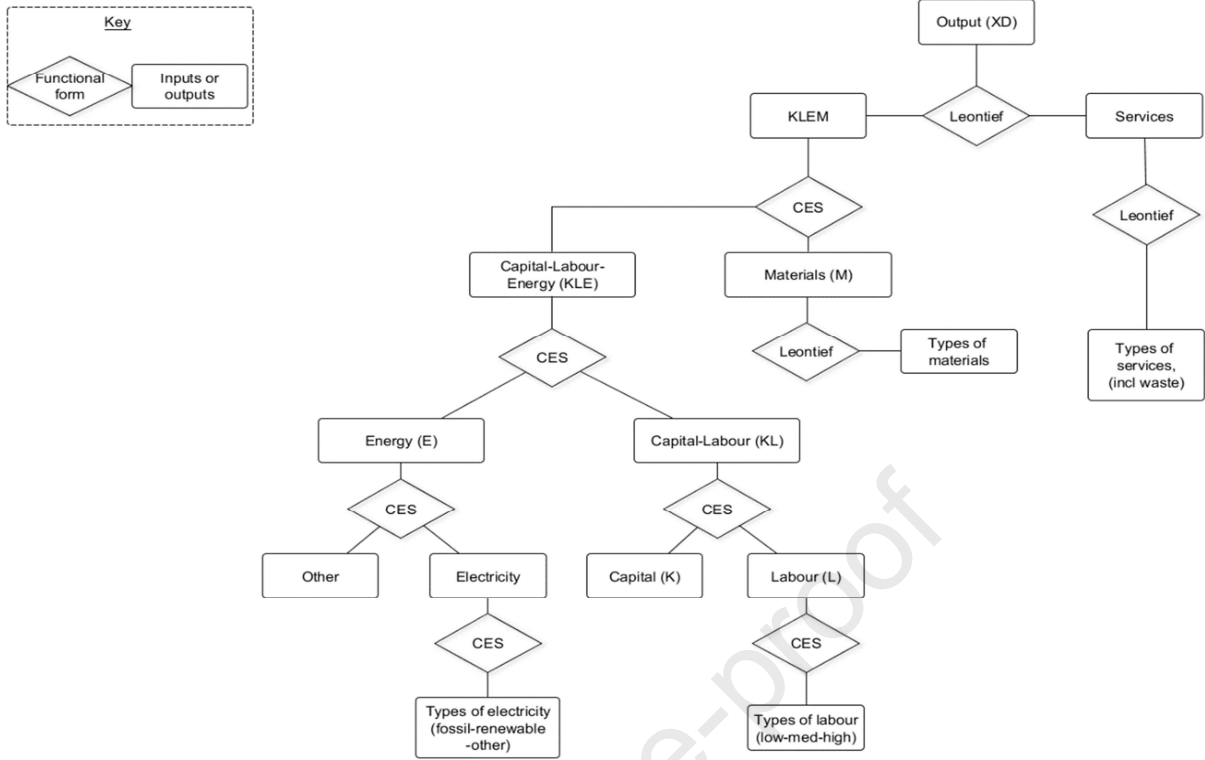 Key
Functional
form
Inputs or
outputs
Output (XD)
KLEM
Leontief
Services
CES
Leontief
Capital-Labour-
Energy (KLE)
Materials (M)
CES
Leontief
Types of
materials
Types of
services,
(incl waste)
Energy (E)
Capital-Labour (KL)
CES
CES
Other
Electricity
Capital (K)
Labour (L)
CES
CES
Types of electricity
(fossil-renewable
-other)
Types of labour
(low-med-high)
e-proof